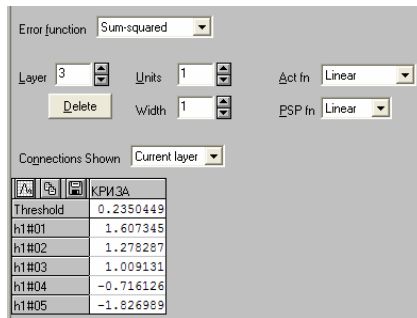 Error function Sum-squared
Layer 3 Units 1 Act fn Linear
Delete Width 1 PSP fn Linear
Connections Shown Current layer
КРИЗА
Threshold 0.2350449
h1#01 1.607345
h1#02 1.278287
h1#03 1.009131
h1#04 -0.716126
h1#05 -1.826989